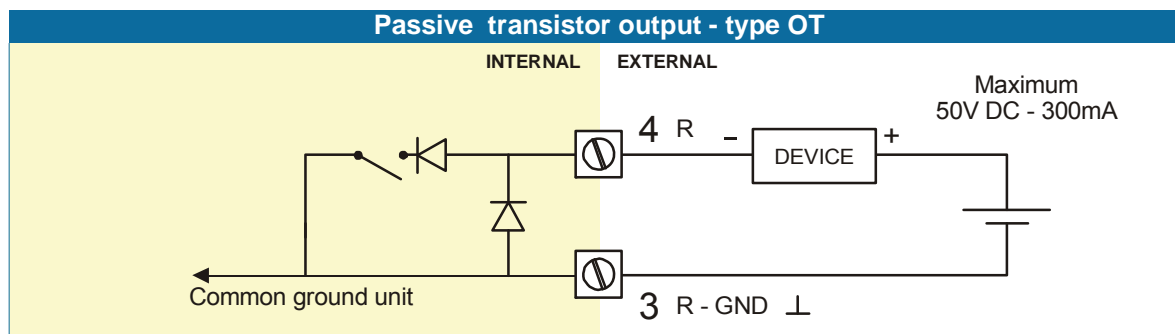 Passive transistor output - type OT
INTERNAL EXTERNAL
Maximum
50V DC - 300mA
4 R - DEVICE +
Common ground unit
3 R - GND ⊥